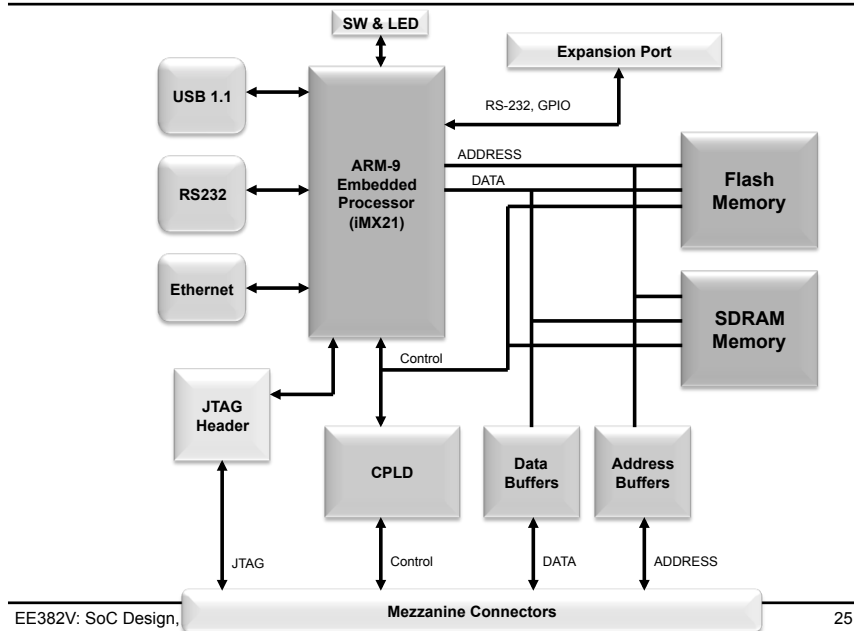 SW & LED
Expansion Port
USB 1.1
RS-232, GPIO
ADDRESS
ARM-9
Embedded
Processor
(iMX21)
DATA
Flash
Memory
RS232
Ethernet
SDRAM
Memory
Control
JTAG
Header
CPLD
Data
Buffers
Address
Buffers
JTAG
Control
DATA
ADDRESS
Mezzanine Connectors
EE382V: SoC Design,
25